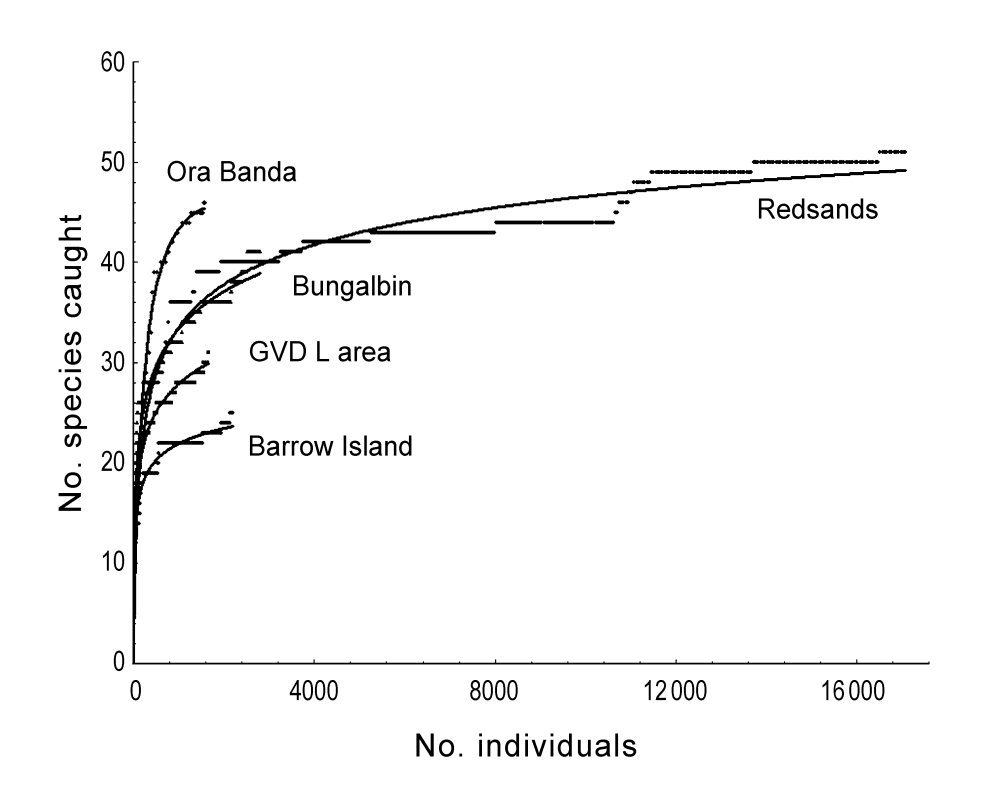 60
50
40
30
20
10
0
No. species caught
Ora Banda
Redsands
Bungalbin
GVD L area
Barrow Island
0 4000 8000 12000 16000
No. individuals